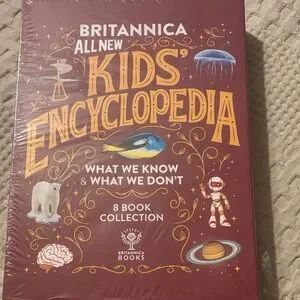 BRITANNICA
ALL NEW
KIDS'
ENCYCLOPEDIA
WHAT WE KNOW
& WHAT WE DON'T
8 BOOK
COLLECTION
BRITANNICA
BOOKS